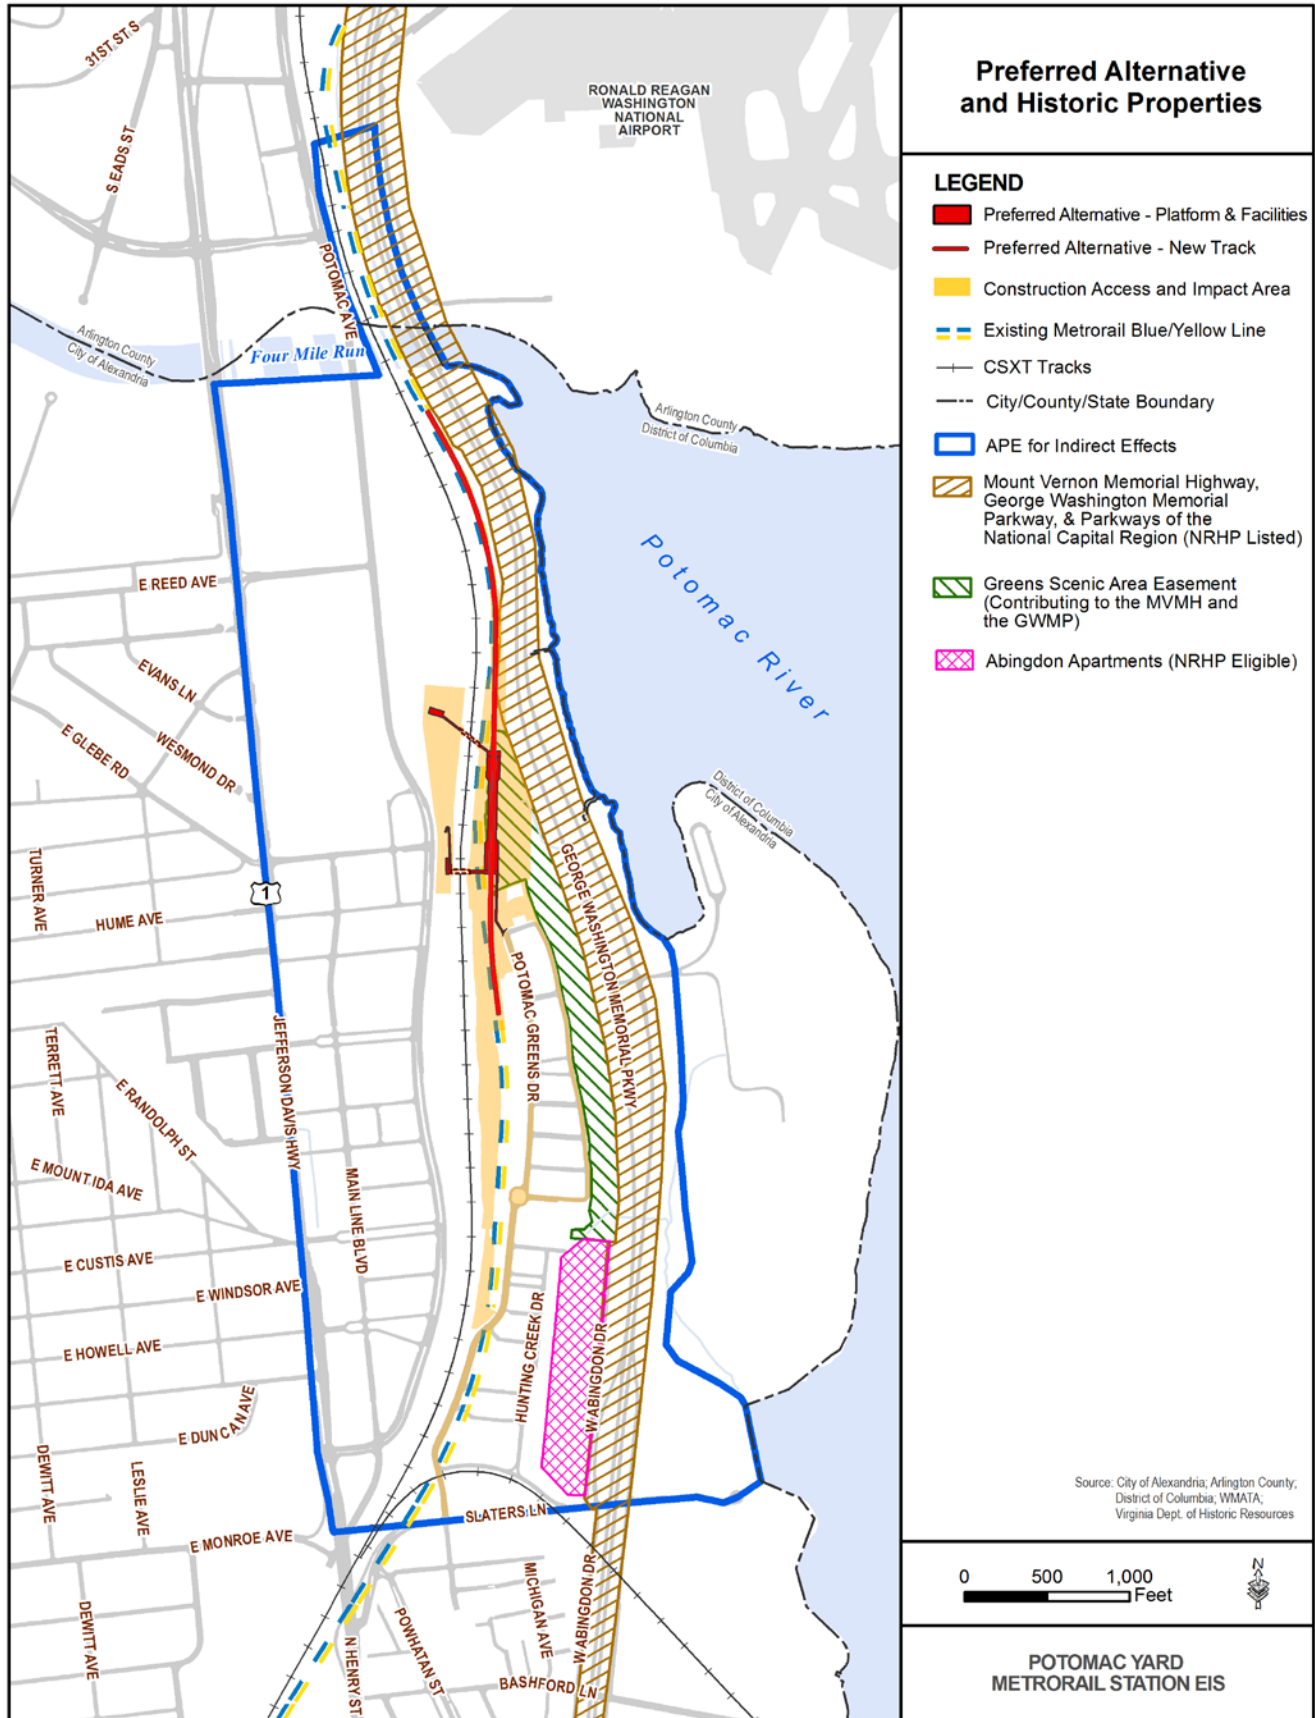 31ST ST S
S EADS ST
RONALD REAGAN
WASHINGTON
NATIONAL
AIRPORT
POTOMAC AVE
Arlington County
City of Alexandria
Four Mile Run
Arlington County
District of Columbia
Potomac River
E REED AVE
EVANS LN
WESMOND DR
E GLEBE RD
District of Columbia
City of Alexandria
TURNER AVE
1
HUME AVE
GEORGE WASHINGTON MEMORIAL PKWY
POTOMAC GREENS DR
JEFFERSON DAVIS HWY
TERRETT AVE
E RANDOLPH ST
E MOUNT IDA AVE
MAIN LINE BLVD
E CUSTIS AVE
E WINDSOR AVE
E HOWELL AVE
HUNTING CREEK DR
W ABINGDON DR
E DUNCAN AVE
DEWITT AVE
LESLIE AVE
SLATERS LN
E MONROE AVE
DEWITT AVE
N HENRY ST
POWHATAN ST
MICHIGAN AVE
W ABINGDON DR
BASHFORD LN
Preferred Alternative
and Historic Properties
LEGEND
Preferred Alternative - Platform & Facilities
Preferred Alternative - New Track
Construction Access and Impact Area
Existing Metrorail Blue/Yellow Line
CSXT Tracks
City/County/State Boundary
APE for Indirect Effects
Mount Vernon Memorial Highway,
George Washington Memorial
Parkway, & Parkways of the
National Capital Region (NRHP Listed)
Greens Scenic Area Easement
(Contributing to the MVMH and
the GWMP)
Abingdon Apartments (NRHP Eligible)
Source: City of Alexandria; Arlington County;
District of Columbia; WMATA;
Virginia Dept. of Historic Resources
0 500 1,000
Feet
N
POTOMAC YARD
METRORAIL STATION EIS